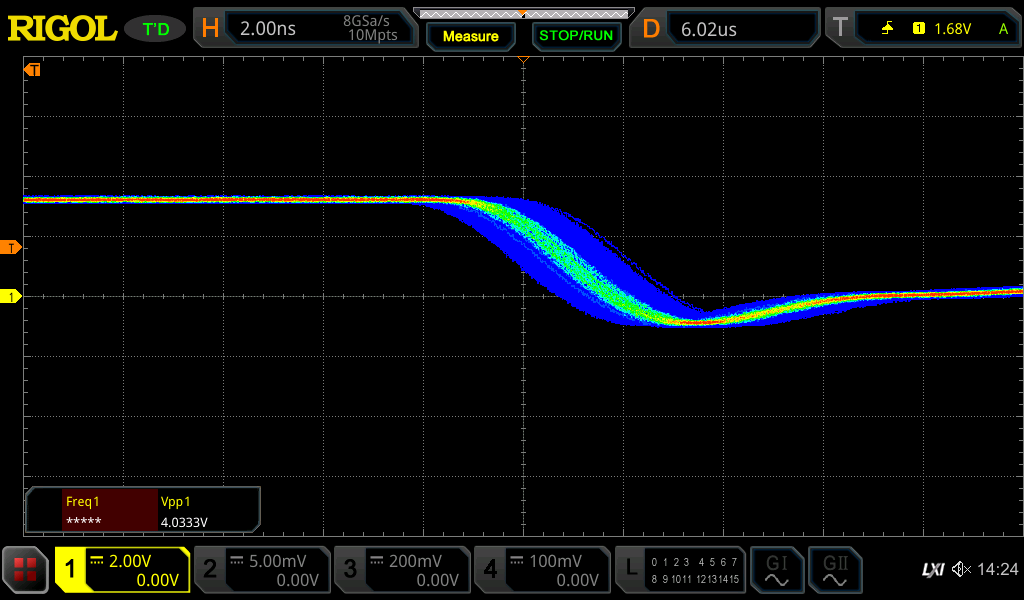 RIGOL T'D H 2.00ns 8GSa/s 10Mpts Measure STOP/RUN D 6.02us T 1 1.68V A
T
T
1
Freq1 Vpp1
***** 4.0333V
1 2.00V 0.00V 2 5.00mV 0.00V 3 200mV 0.00V 4 100mV 0.00V L 0 1 2 3 4 5 6 7 8 9 10 11 12 13 14 15 GI GII LXI 14:24